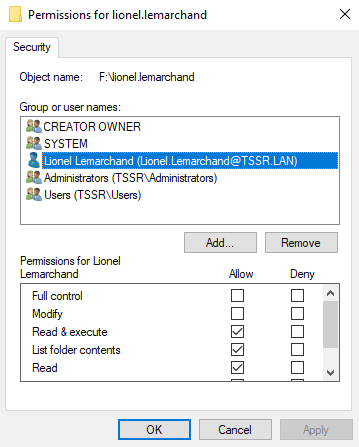 Permissions for lionel.lemarchand
Security
Object name: F:\lionel.lemarchand
Group or user names:
CREATOR OWNER
SYSTEM
Lionel Lemarchand (Lionel.Lemarchand@TSSR.LAN)
Administrators (TSSR\Administrators)
Users (TSSR\Users)
Add... Remove
Permissions for Lionel
Lemarchand Allow Deny
Full control
Modify
Read & execute
List folder contents
Read
OK Cancel Apply